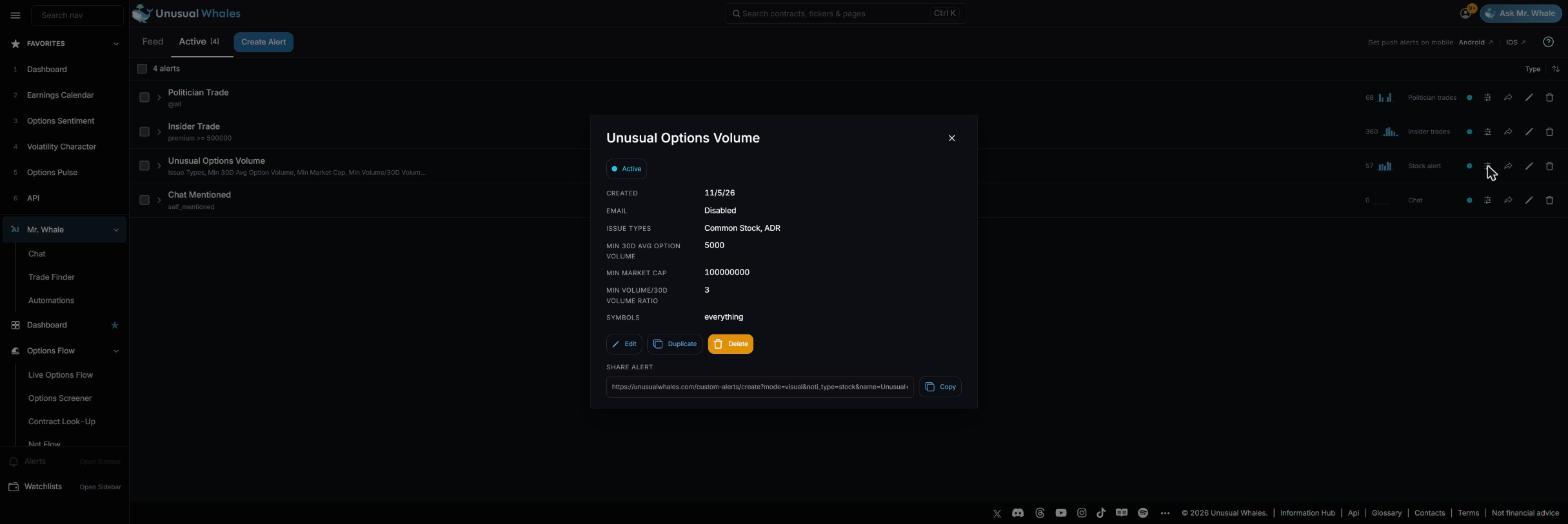 Search nav
Unusual Whales
Search contracts, tickers & pages
Ctrl K
Ask Mr. Whale
FAVORITES
1 Dashboard
2 Earnings Calendar
3 Options Sentiment
4 Volatility Character
5 Options Pulse
6 API
Mr. Whale
Chat
Trade Finder
Automations
Dashboard
Options Flow
Live Options Flow
Options Screener
Contract Look-Up
Net Flow
Alerts Open Sidebar
Watchlists Open Sidebar
Feed Active (4) Create Alert
Get push alerts on mobile Android ↗ | iOS ↗
4 alerts
Type
Politician Trade
@all
68 Politician trades
Insider Trade
premium >= 500000
360 Insider trades
Unusual Options Volume
Issue Types, Min 30D Avg Option Volume, Min Market Cap, Min Volume/30D Volum...
57 Stock alert
Chat Mentioned
self_mentioned
0 Chat
Unusual Options Volume
Active
CREATED 11/5/26
EMAIL Disabled
ISSUE TYPES Common Stock, ADR
MIN 30D AVG OPTION VOLUME 5000
MIN MARKET CAP 100000000
MIN VOLUME/30D VOLUME RATIO 3
SYMBOLS everything
Edit Duplicate Delete
SHARE ALERT
https://unusualwhales.com/custom-alerts/create?mode=visual&noti_type=stock&name=Unusual+
Copy
© 2026 Unusual Whales. | Information Hub | Api | Glossary | Contacts | Terms | Not financial advice